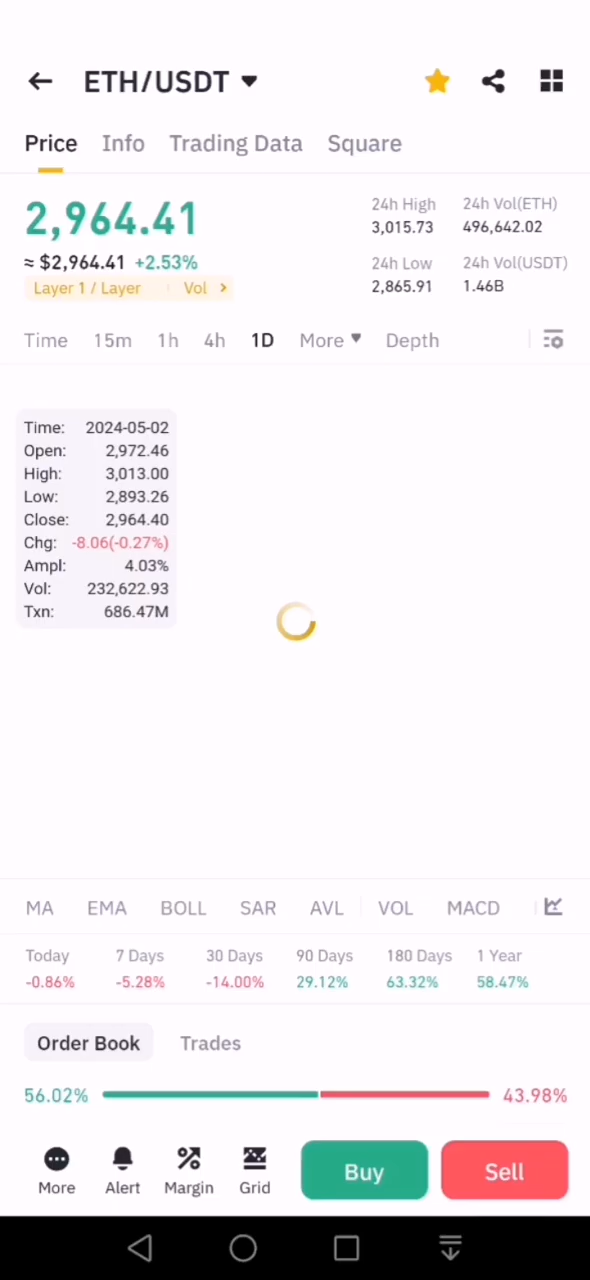 ETH/USDT
Price Info Trading Data Square
2,964.41
≈ $2,964.41 +2.53%
Layer 1 / Layer Vol >
24h High 24h Vol(ETH)
3,015.73 496,642.02
24h Low 24h Vol(USDT)
2,865.91 1.46B
Time 15m 1h 4h 1D More Depth
Time: 2024-05-02
Open: 2,972.46
High: 3,013.00
Low: 2,893.26
Close: 2,964.40
Chg: -8.06(-0.27%)
Ampl: 4.03%
Vol: 232,622.93
Txn: 686.47M
MA EMA BOLL SAR AVL VOL MACD
Today 7 Days 30 Days 90 Days 180 Days 1 Year
-0.86% -5.28% -14.00% 29.12% 63.32% 58.47%
Order Book Trades
56.02% 43.98%
More Alert Margin Grid Buy Sell